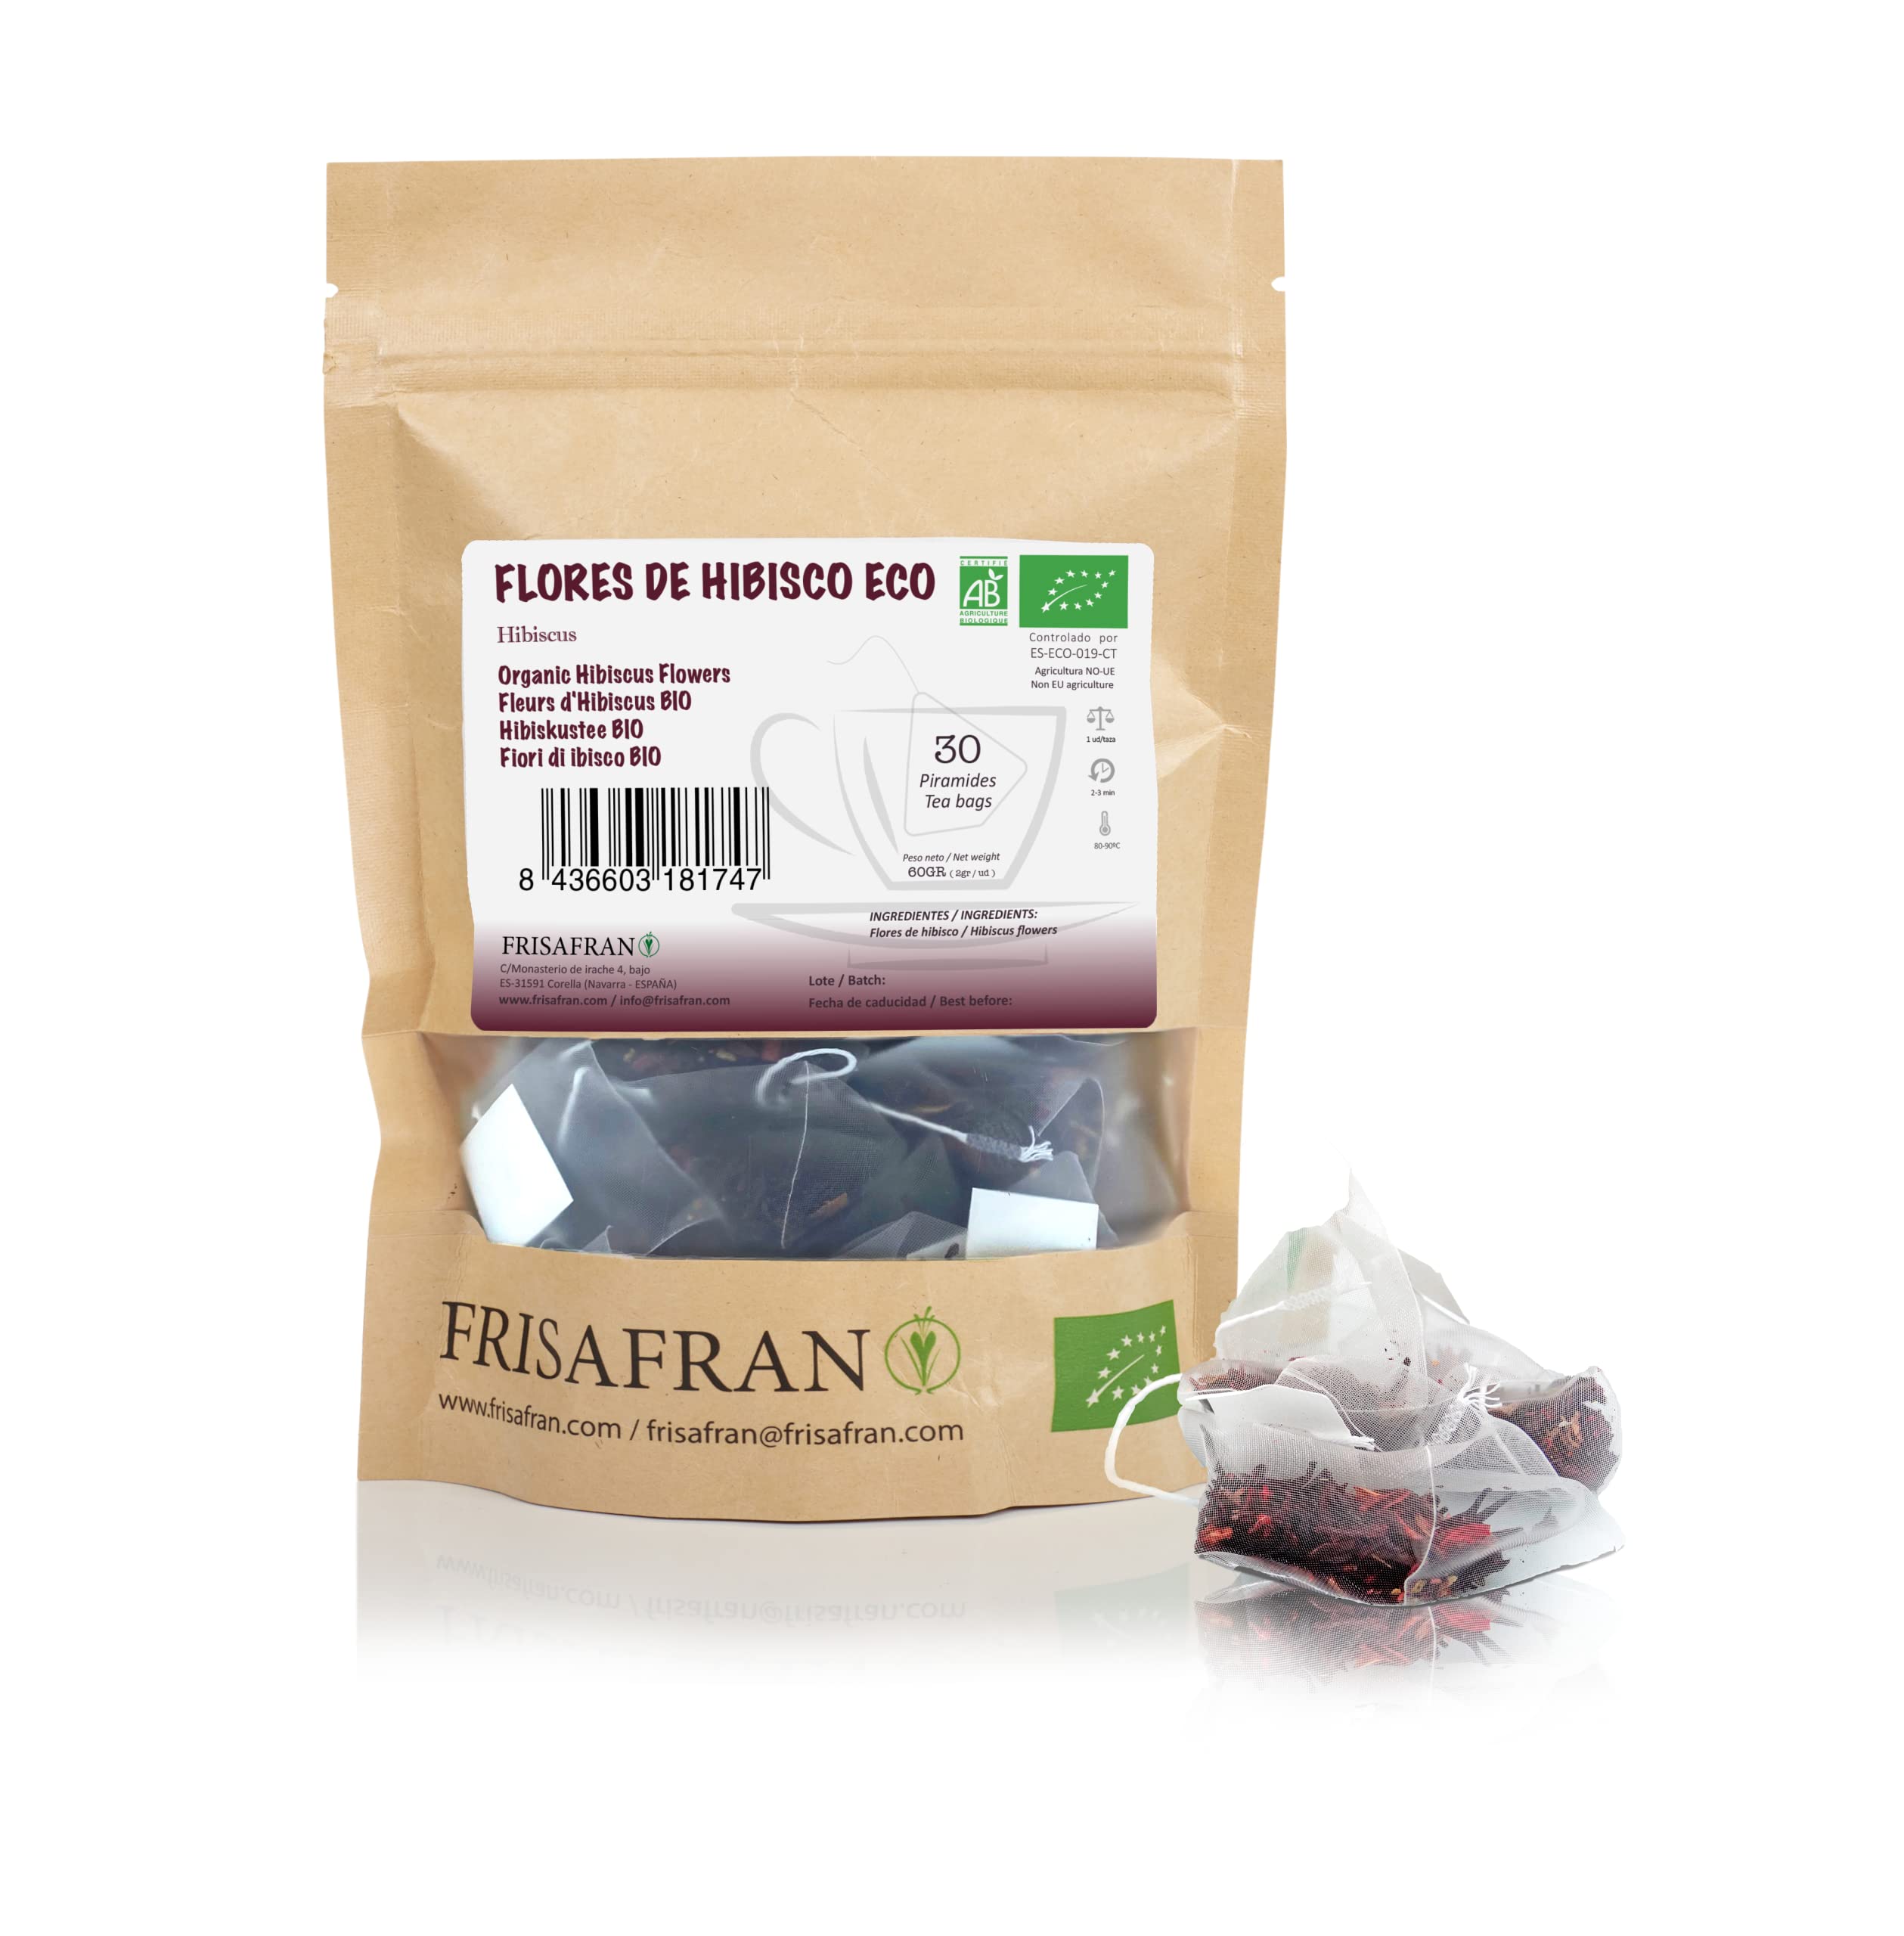 FLORES DE HIBISCO ECO
Hibiscus
Organic Hibiscus Flowers
Fleurs d'Hibiscus BIO
Hibiskustee BIO
Fiori di ibisco BIO
8 436603 181747
CERTIFIÉ
AB
AGRICULTURE
BIOLOGIQUE
Controlado por
ES-ECO-019-CT
Agricultura NO-UE
Non EU agriculture
1 ud/taza
2-3 min
80-90ºC
30
Piramides
Tea bags
Peso neto / Net weight
60GR ( 2gr / ud )
INGREDIENTES / INGREDIENTS:
Flores de hibisco / Hibiscus flowers
FRISAFRAN
C/Monasterio de irache 4, bajo
ES-31591 Corella (Navarra - ESPAÑA)
www.frisafran.com / info@frisafran.com
Lote / Batch:
Fecha de caducidad / Best before:
FRISAFRAN
www.frisafran.com / frisafran@frisafran.com